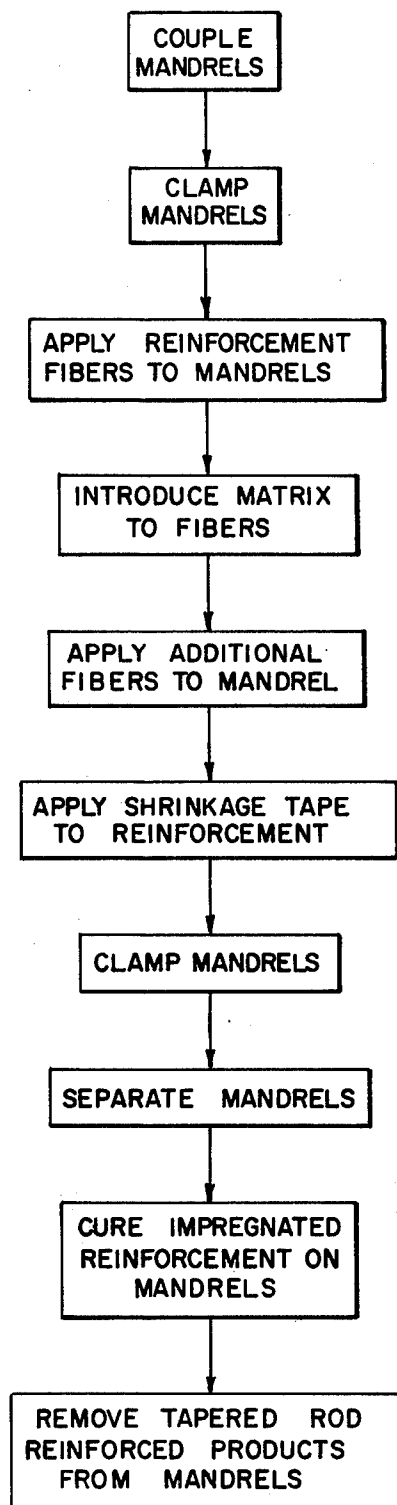 COUPLE
MANDRELS
CLAMP
MANDRELS
APPLY REINFORCEMENT
FIBERS TO MANDRELS
INTRODUCE MATRIX
TO FIBERS
APPLY ADDITIONAL
FIBERS TO MANDREL
APPLY SHRINKAGE TAPE
TO REINFORCEMENT
CLAMP MANDRELS
SEPARATE MANDRELS
CURE IMPREGNATED
REINFORCEMENT ON
MANDRELS
REMOVE TAPERED ROD
REINFORCED PRODUCTS
FROM MANDRELS